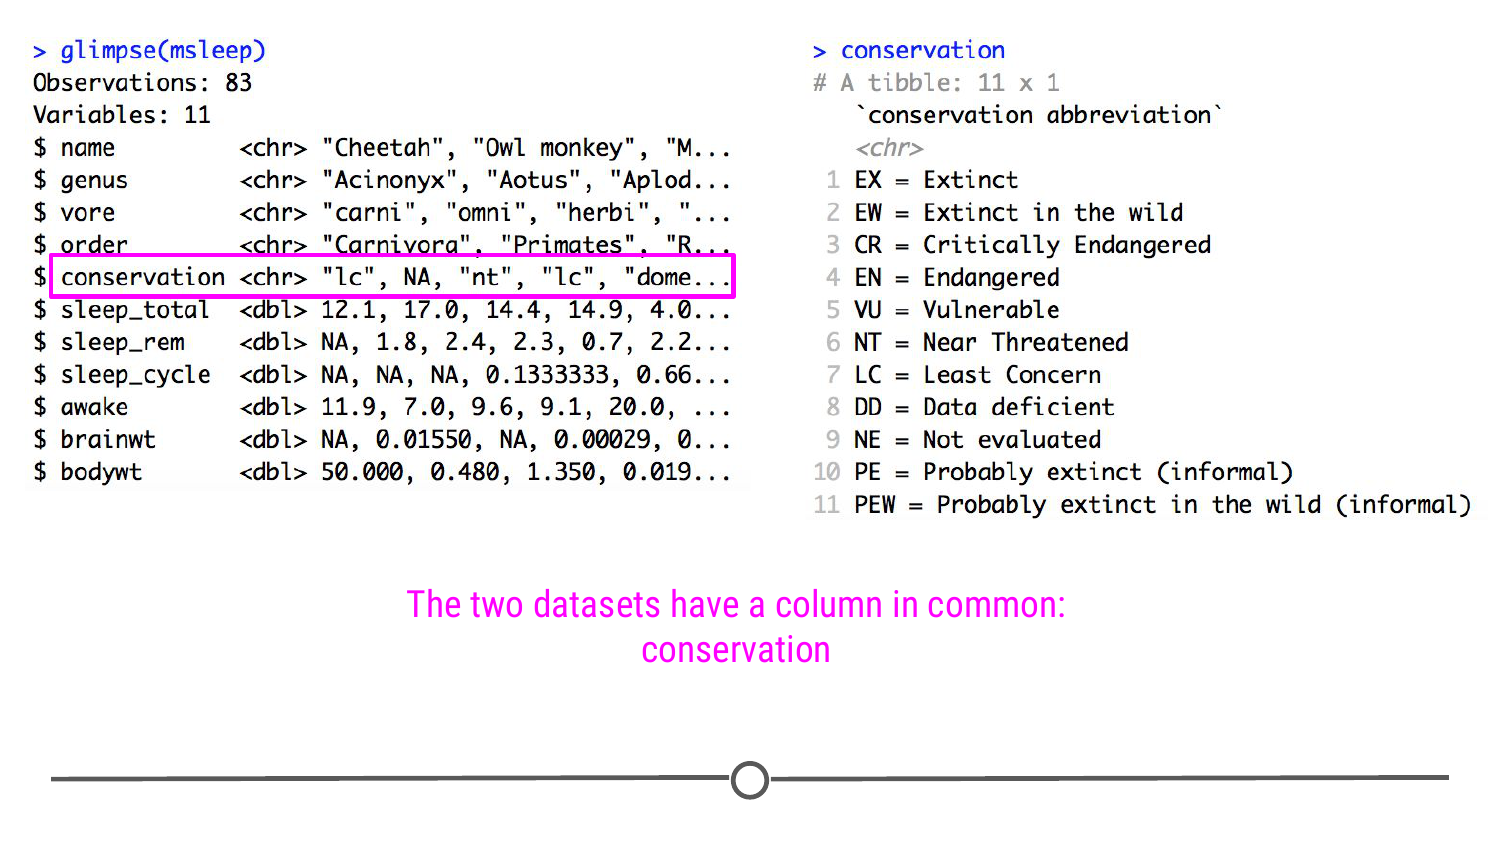 > glimpse(msleep)
Observations: 83
Variables: 11
$ name         <chr> "Cheetah", "Owl monkey", "M...
$ genus        <chr> "Acinonyx", "Aotus", "Aplod...
$ vore         <chr> "carni", "omni", "herbi", "...
$ order        <chr> "Carnivora", "Primates", "R...
$ conservation <chr> "lc", NA, "nt", "lc", "dome...
$ sleep_total  <dbl> 12.1, 17.0, 14.4, 14.9, 4.0...
$ sleep_rem    <dbl> NA, 1.8, 2.4, 2.3, 0.7, 2.2...
$ sleep_cycle  <dbl> NA, NA, NA, 0.1333333, 0.66...
$ awake        <dbl> 11.9, 7.0, 9.6, 9.1, 20.0, ...
$ brainwt      <dbl> NA, 0.01550, NA, 0.00029, 0...
$ bodywt       <dbl> 50.000, 0.480, 1.350, 0.019...
> conservation
# A tibble: 11 x 1
`conservation abbreviation`
<chr>
1 EX = Extinct
2 EW = Extinct in the wild
3 CR = Critically Endangered
4 EN = Endangered
5 VU = Vulnerable
6 NT = Near Threatened
7 LC = Least Concern
8 DD = Data deficient
9 NE = Not evaluated
10 PE = Probably extinct (informal)
11 PEW = Probably extinct in the wild (informal)
The two datasets have a column in common:
conservation